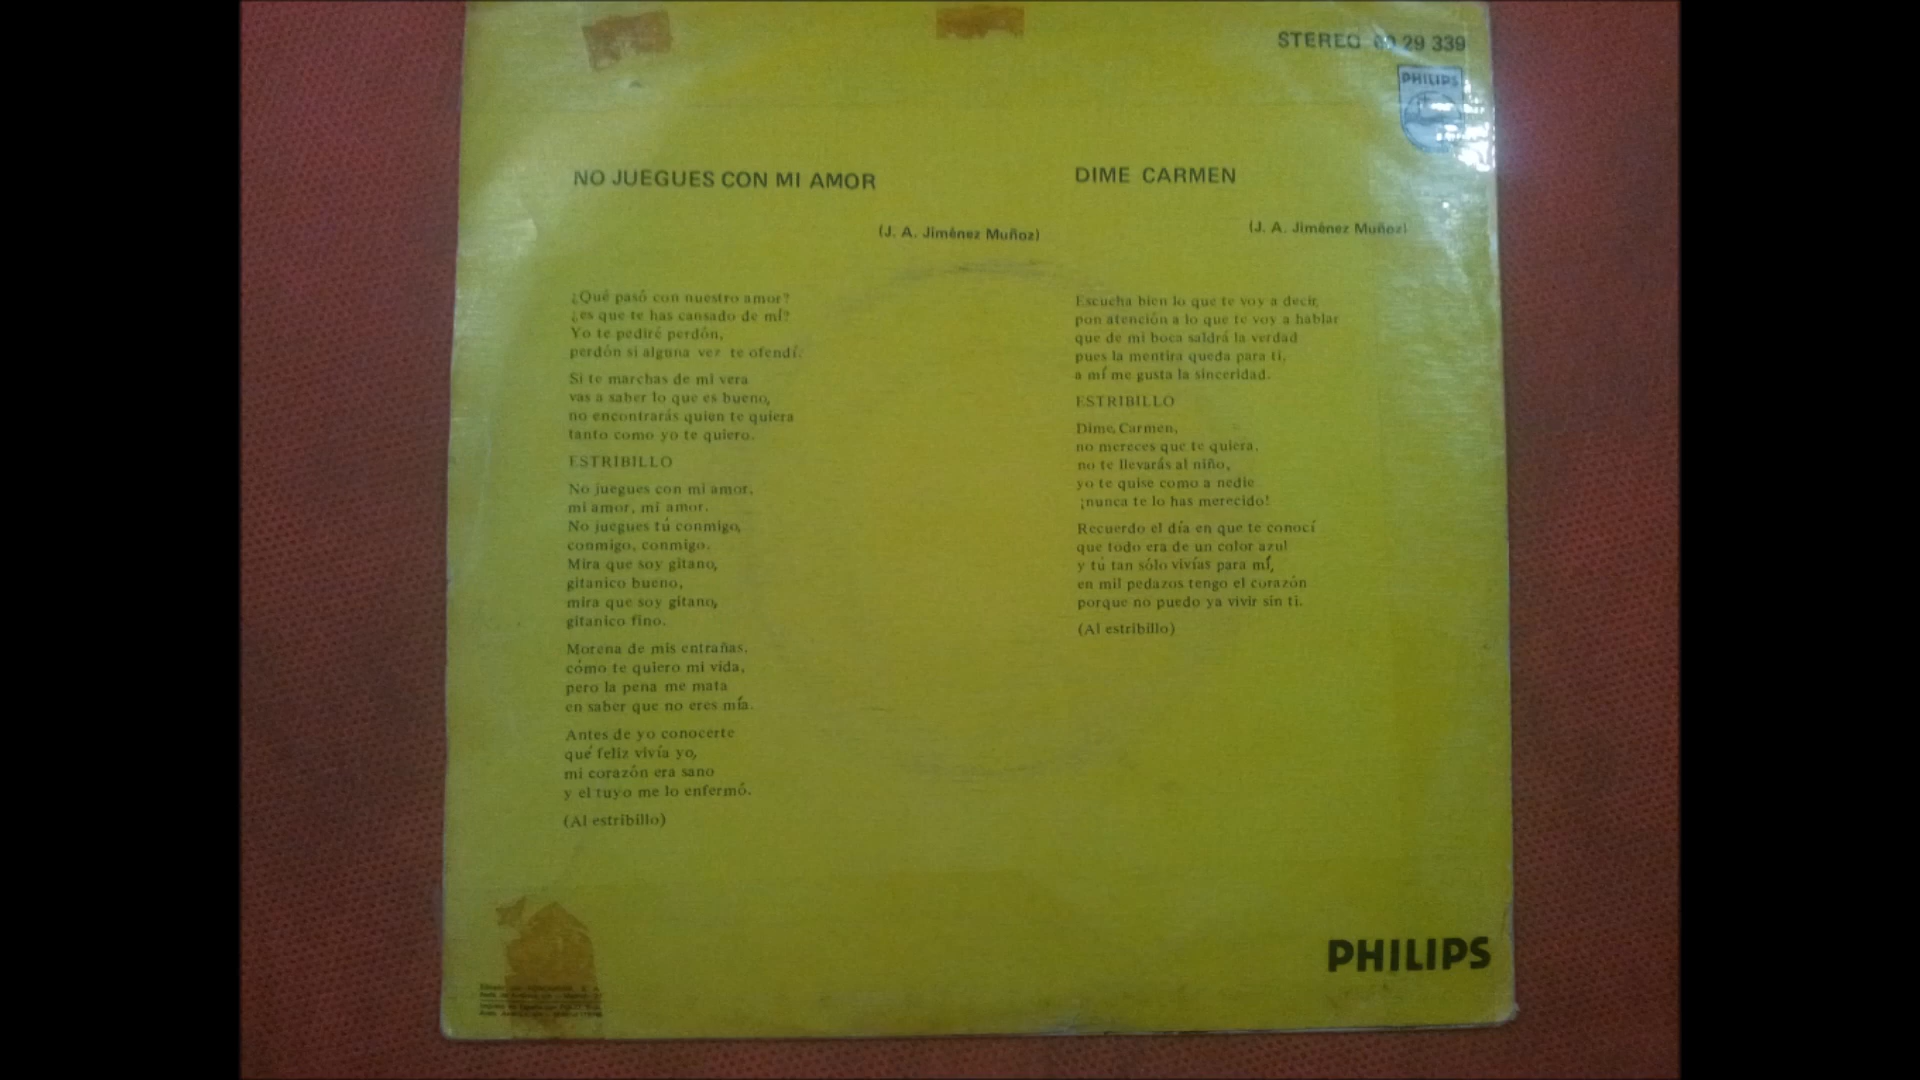 STEREO 60 29 339
PHILIPS
NO JUEGUES CON MI AMOR
(J. A. Jiménez Muñoz)
¿Qué pasó con nuestro amor?
¿es que te has cansado de mí?
Yo te pediré perdón,
perdón si alguna vez te ofendí.
Si te marchas de mi vera
vas a saber lo que es bueno,
no encontrarás quien te quiera
tanto como yo te quiero.
ESTRIBILLO
No juegues con mi amor,
mi amor, mi amor.
No juegues tú conmigo,
conmigo, conmigo.
Mira que soy gitano,
gitanico bueno,
mira que soy gitano,
gitanico fino.
Morena de mis entrañas,
cómo te quiero mi vida,
pero la pena me mata
en saber que no eres mía.
Antes de yo conocerte
qué feliz vivía yo,
mi corazón era sano
y el tuyo me lo enfermó.
(Al estribillo)
DIME CARMEN
(J. A. Jiménez Muñoz)
Escucha bien lo que te voy a decir,
pon atención a lo que te voy a hablar
que de mi boca saldrá la verdad
pues la mentira queda para ti,
a mí me gusta la sinceridad.
ESTRIBILLO
Dime, Carmen,
no mereces que te quiera,
no te llevarás al niño,
yo te quise como a nedie
¡nunca te lo has merecido!
Recuerdo el día en que te conocí
que todo era de un color azul
y tú tan sólo vivías para mí,
en mil pedazos tengo el corazón
porque no puedo ya vivir sin ti.
(Al estribillo)
PHILIPS